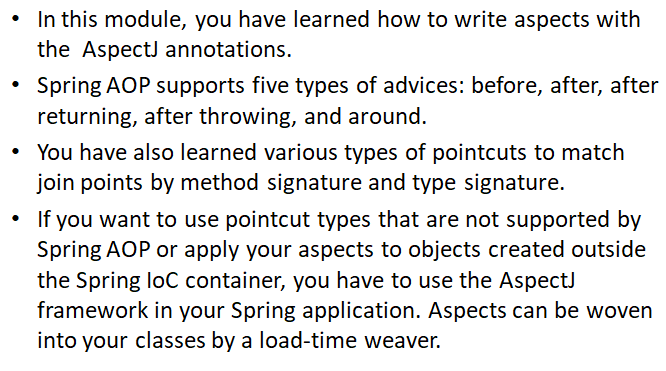 • In this module, you have learned how to write aspects with
the  AspectJ annotations.
• Spring AOP supports five types of advices: before, after, after
returning, after throwing, and around.
• You have also learned various types of pointcuts to match
join points by method signature and type signature.
• If you want to use pointcut types that are not supported by
Spring AOP or apply your aspects to objects created outside
the Spring IoC container, you have to use the AspectJ
framework in your Spring application. Aspects can be woven
into your classes by a load-time weaver.